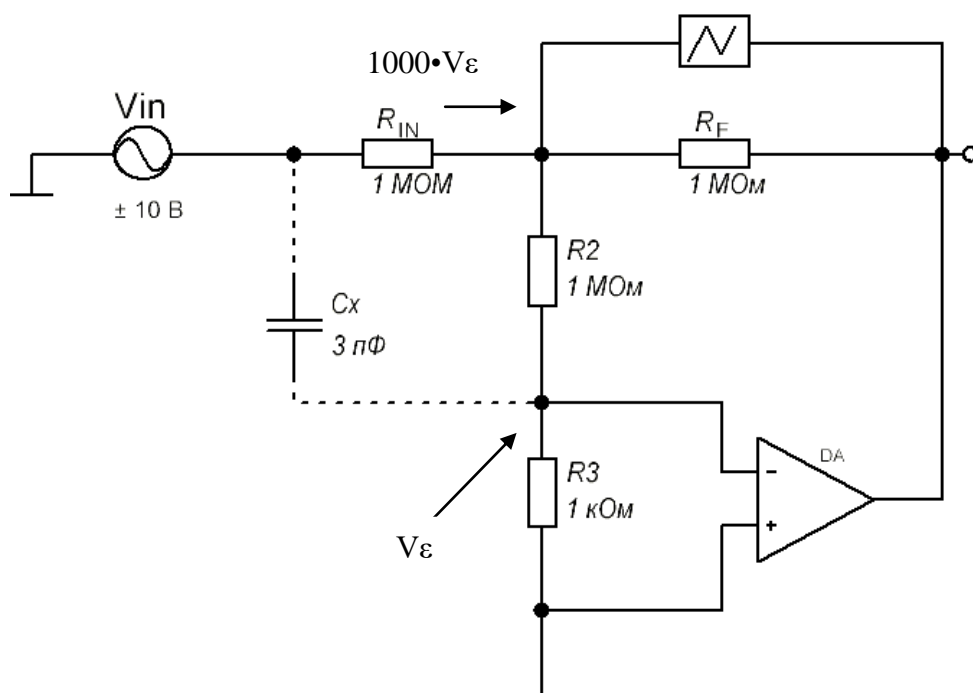 1000•Vε
Vin
± 10 В
R_IN
1 МОМ
R_F
1 МОм
R2
1 МОм
Cx
3 пФ
R3
1 кОм
Vε
DA
−
+